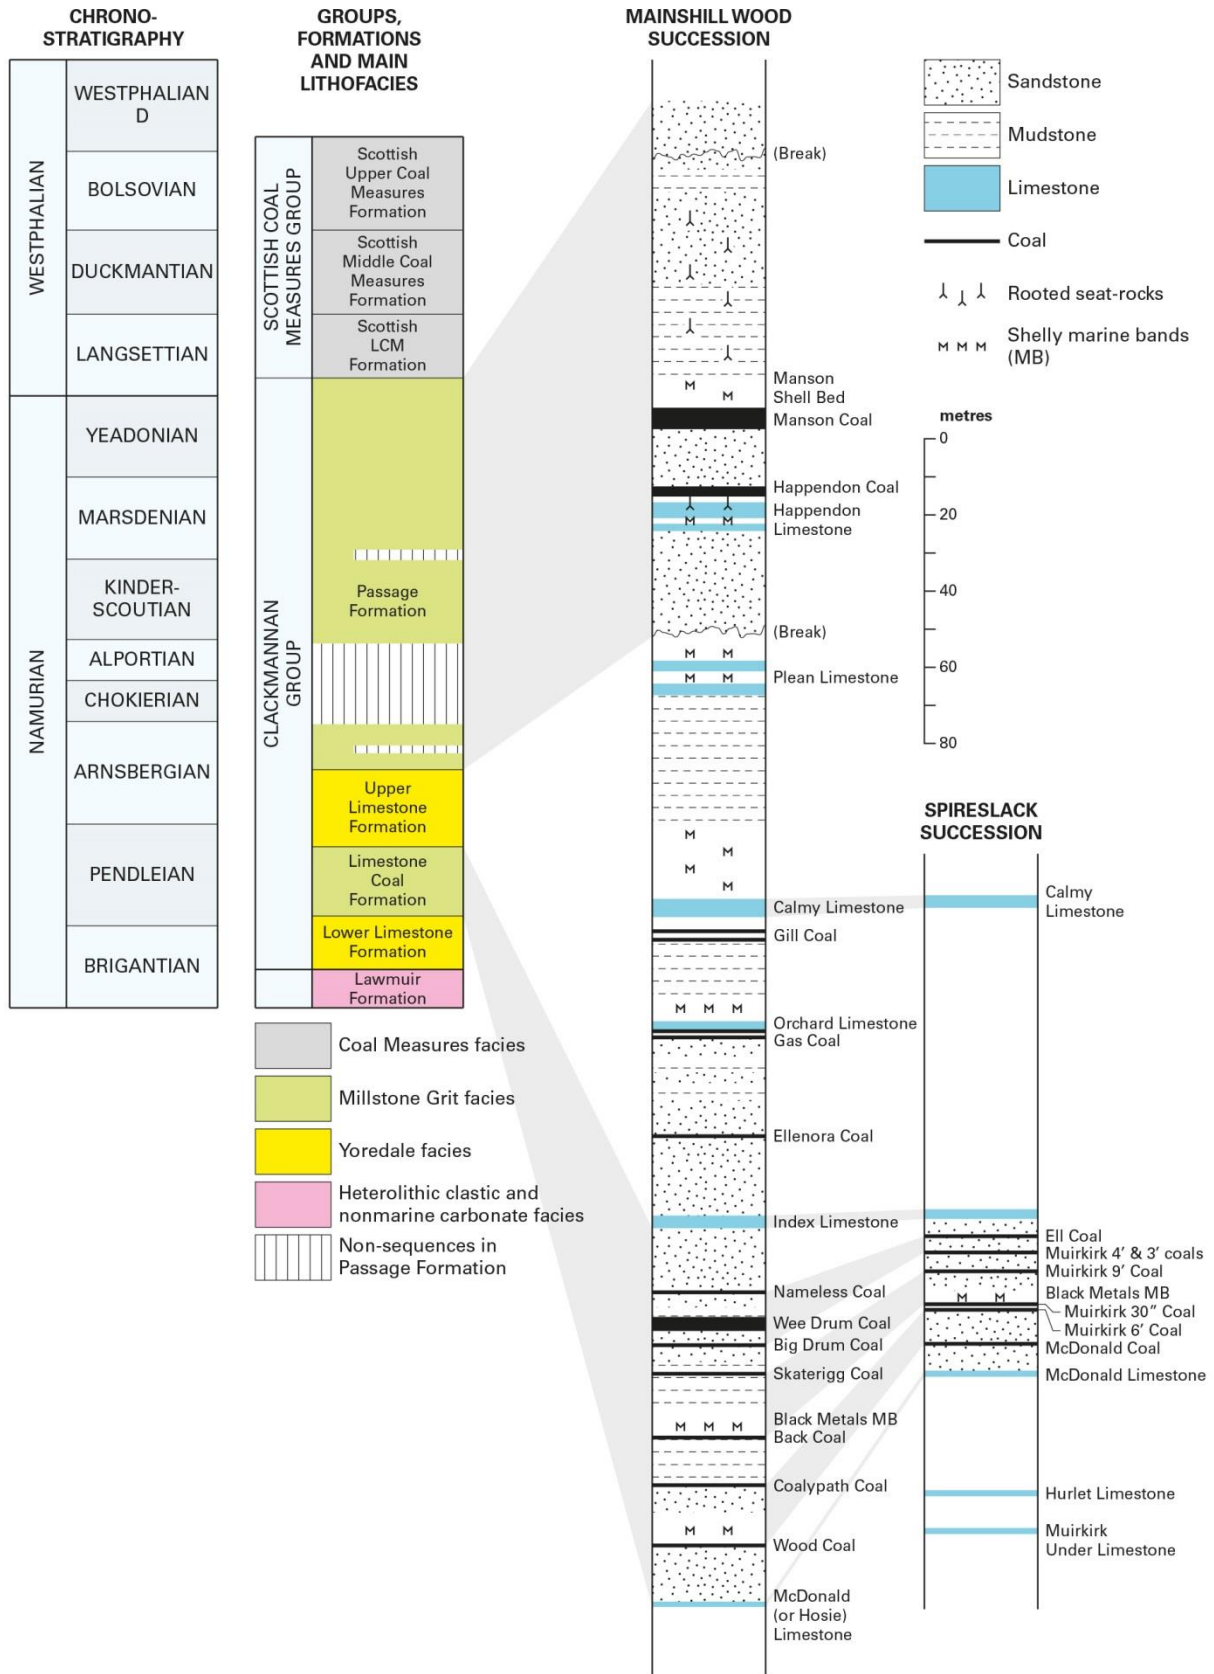 CHRONO-
STRATIGRAPHY
WESTPHALIAN
WESTPHALIAN
D
BOLSOVIAN
DUCKMANTIAN
LANGSETTIAN
NAMURIAN
YEADONIAN
MARSDENIAN
KINDER-
SCOUTIAN
ALPORTIAN
CHOKIERIAN
ARNSBERGIAN
PENDLEIAN
BRIGANTIAN
GROUPS,
FORMATIONS
AND MAIN
LITHOFACIES
SCOTTISH COAL
MEASURES GROUP
Scottish
Upper Coal
Measures
Formation
Scottish
Middle Coal
Measures
Formation
Scottish
LCM
Formation
CLACKMANNAN
GROUP
Passage
Formation
Upper
Limestone
Formation
Limestone
Coal
Formation
Lower Limestone
Formation
Lawmuir
Formation
Coal Measures facies
Millstone Grit facies
Yoredale facies
Heterolithic clastic and
nonmarine carbonate facies
Non-sequences in
Passage Formation
MAINSHILL WOOD
SUCCESSION
(Break)
M
M
Manson
Shell Bed
Manson Coal
Happendon Coal
Happendon
Limestone
M M
(Break)
M M
M M
Plean Limestone
M
M
M
M
Calmy Limestone
Gill Coal
M M M
Orchard Limestone
Gas Coal
Ellenora Coal
Index Limestone
Nameless Coal
Wee Drum Coal
Big Drum Coal
Skaterigg Coal
M M M
Black Metals MB
Back Coal
Coalypath Coal
M M
Wood Coal
McDonald
(or Hosie)
Limestone
Sandstone
Mudstone
Limestone
Coal
Rooted seat-rocks
M M M
Shelly marine bands
(MB)
metres
0
20
40
60
80
SPIRESLACK
SUCCESSION
Calmy
Limestone
Ell Coal
Muirkirk 4' & 3' coals
Muirkirk 9' Coal
M M
Black Metals MB
Muirkirk 30" Coal
Muirkirk 6' Coal
McDonald Coal
McDonald Limestone
Hurlet Limestone
Muirkirk
Under Limestone